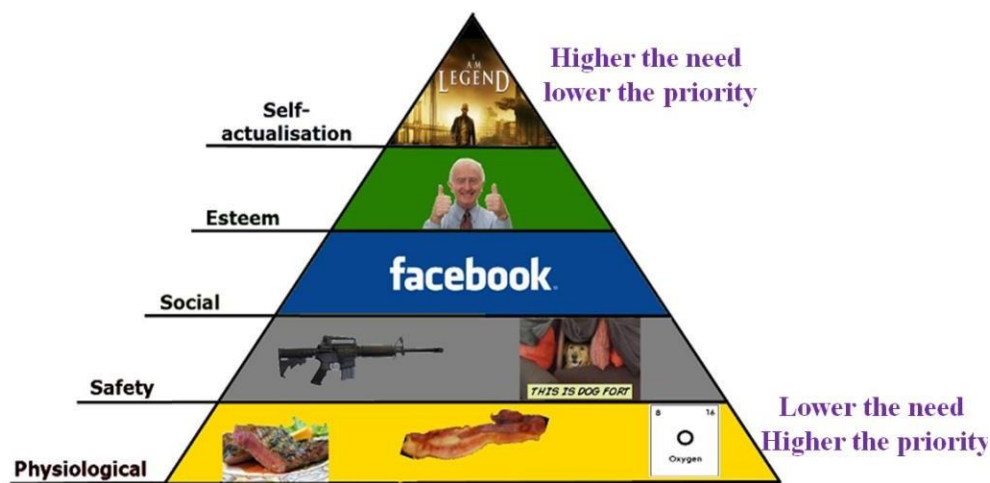 I AM
LEGEND
Higher the need
lower the priority
Self-
actualisation
Esteem
facebook.
Social
THIS IS DOG FORT
Safety
Lower the need
Higher the priority
8 16
O
Oxygen
Physiological